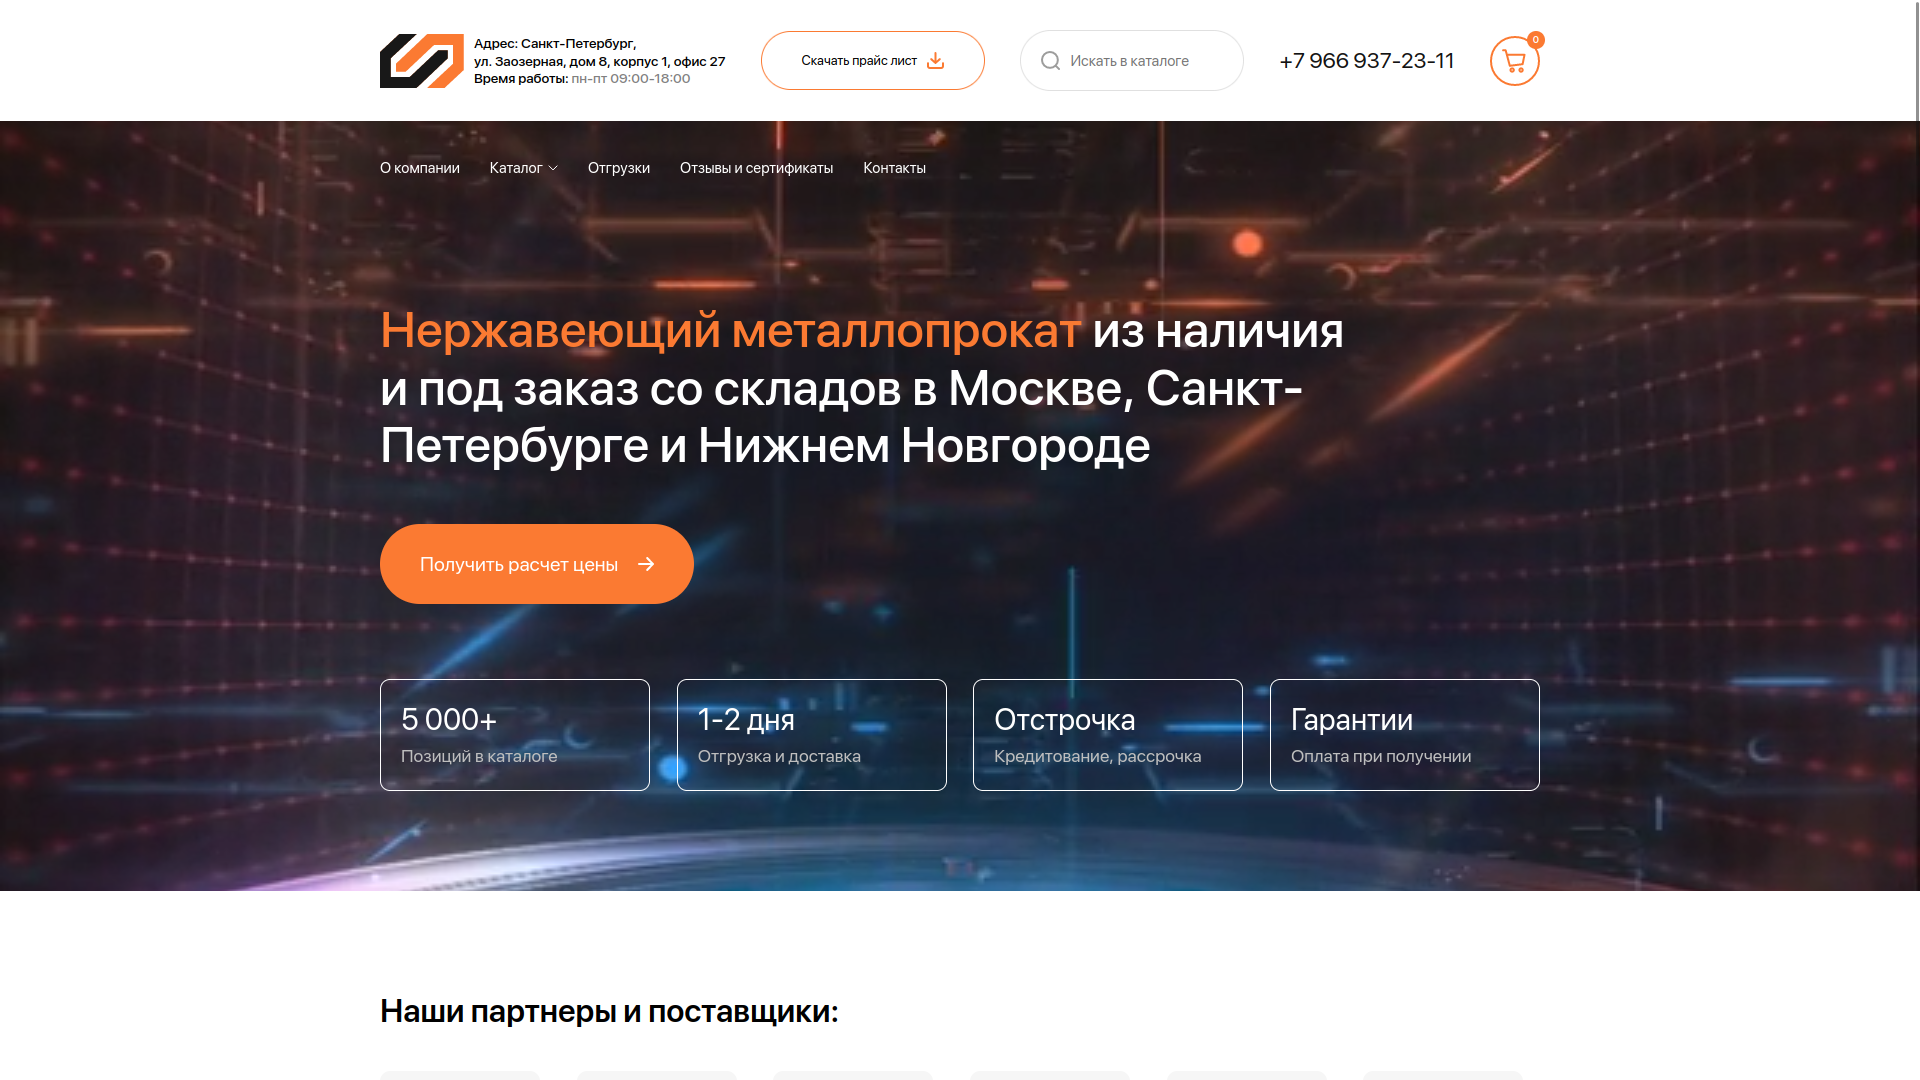 Адрес: Санкт-Петербург,
ул. Заозерная, дом 8, корпус 1, офис 27
Время работы: пн-пт 09:00-18:00
Скачать прайс лист
Искать в каталоге
+7 966 937-23-11
0
О компании
Каталог
Отгрузки
Отзывы и сертификаты
Контакты
Нержавеющий металлопрокат из наличия
и под заказ со складов в Москве, Санкт-
Петербурге и Нижнем Новгороде
Получить расчет цены
5 000+
Позиций в каталоге
1-2 дня
Отгрузка и доставка
Отстрочка
Кредитование, рассрочка
Гарантии
Оплата при получении
Наши партнеры и поставщики: